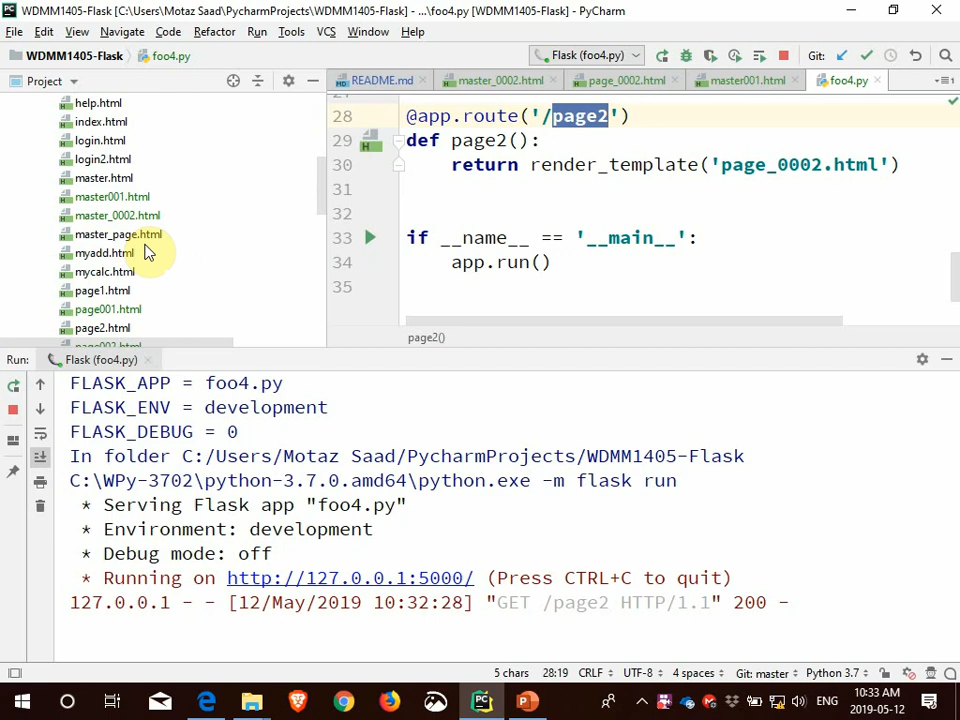 WDMM1405-Flask [C:\Users\Motaz Saad\PycharmProjects\WDMM1405-Flask] - ...\foo4.py [WDMM1405-Flask] - PyCharm
File Edit View Navigate Code Refactor Run Tools VCS Window Help
WDMM1405-Flask foo4.py Flask (foo4.py) Git:
Project README.md master_0002.html page_0002.html master001.html foo4.py
help.html
index.html
login.html
login2.html
master.html
master001.html
master_0002.html
master_page.html
myadd.html
mycalc.html
page1.html
page001.html
page2.html
27
28 @app.route('/page2')
29 def page2():
30 return render_template('page_0002.html')
31
32
33 if __name__ == '__main__':
34 app.run()
35
page2()
Run: Flask (foo4.py)
FLASK_APP = foo4.py
FLASK_ENV = development
FLASK_DEBUG = 0
In folder C:/Users/Motaz Saad/PycharmProjects/WDMM1405-Flask
C:\WPy-3702\python-3.7.0.amd64\python.exe -m flask run
* Serving Flask app "foo4.py"
* Environment: development
* Debug mode: off
* Running on http://127.0.0.1:5000/ (Press CTRL+C to quit)
127.0.0.1 - - [12/May/2019 10:32:28] "GET /page2 HTTP/1.1" 200 -
5 chars 28:19 CRLF UTF-8 4 spaces Git: master Python 3.7
ENG 10:33 AM
2019-05-12